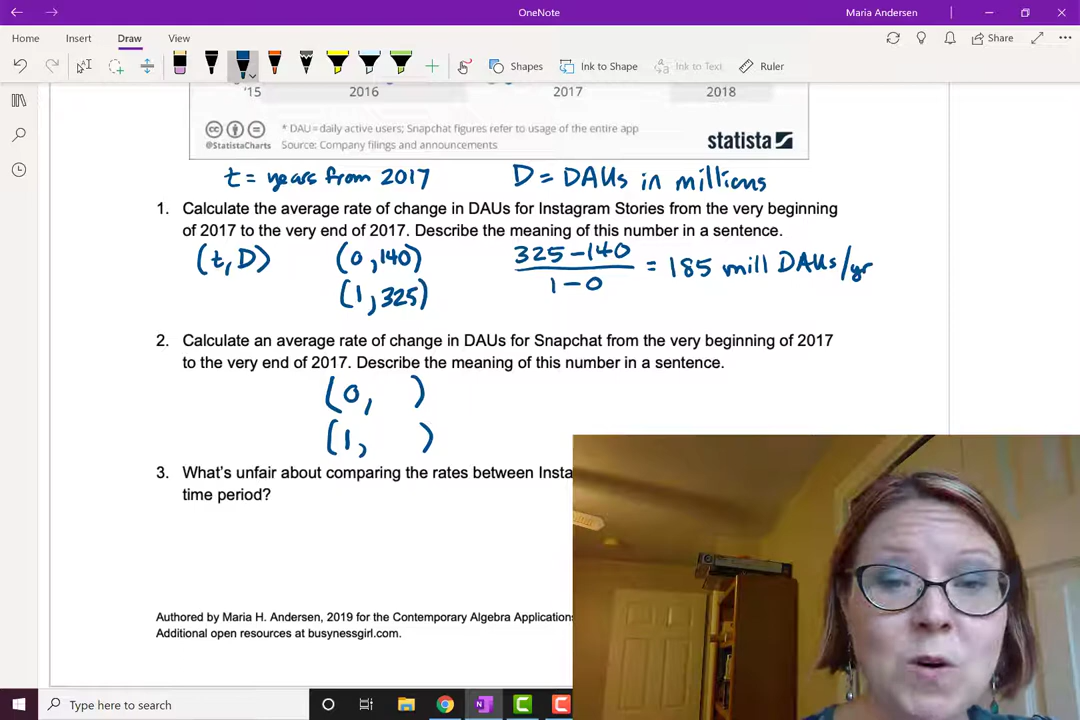 OneNote
Maria Andersen
Home Insert Draw View
Share
Shapes Ink to Shape Ink to Text Ruler
'15 2016 2017 2018
* DAU = daily active users; Snapchat figures refer to usage of the entire app
@StatistaCharts Source: Company filings and announcements
statista
t = years from 2017 D = DAUs in millions
1. Calculate the average rate of change in DAUs for Instagram Stories from the very beginning
of 2017 to the very end of 2017. Describe the meaning of this number in a sentence.
(t, D) (0, 140) 325-140
= 185 mill DAUs/yr
1-0
(1, 325)
2. Calculate an average rate of change in DAUs for Snapchat from the very beginning of 2017
to the very end of 2017. Describe the meaning of this number in a sentence.
(0, )
(1, )
3. What's unfair about comparing the rates between Insta
time period?
Authored by Maria H. Andersen, 2019 for the Contemporary Algebra Applications
Additional open resources at busynessgirl.com.
Type here to search